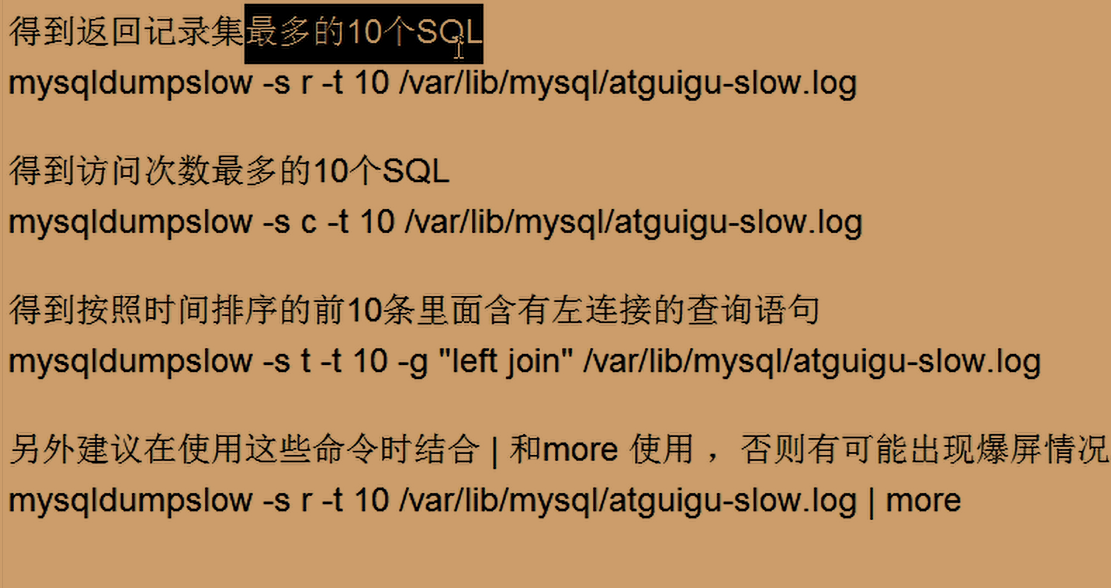 得到返回记录集最多的10个SQL
mysqldumpslow -s r -t 10 /var/lib/mysql/atguigu-slow.log
得到访问次数最多的10个SQL
mysqldumpslow -s c -t 10 /var/lib/mysql/atguigu-slow.log
得到按照时间排序的前10条里面含有左连接的查询语句
mysqldumpslow -s t -t 10 -g "left join" /var/lib/mysql/atguigu-slow.log
另外建议在使用这些命令时结合 | 和more 使用 ，否则有可能出现爆屏情况
mysqldumpslow -s r -t 10 /var/lib/mysql/atguigu-slow.log | more